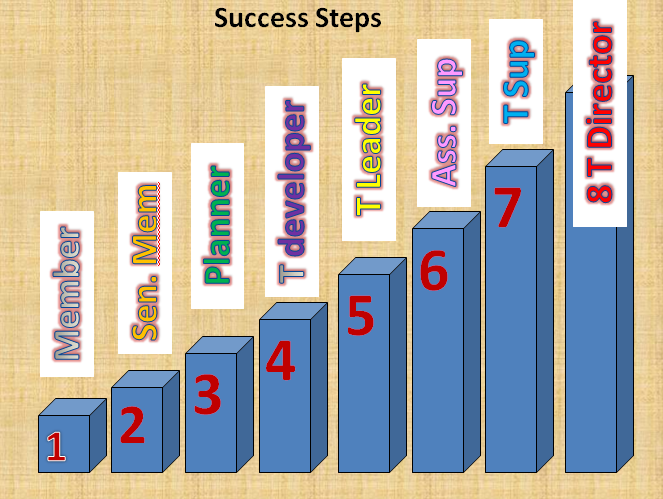 Success Steps
Member
Sen. Mem
Planner
T developer
T Leader
Ass. Sup
T Sup
8 T Director
1
2
3
4
5
6
7